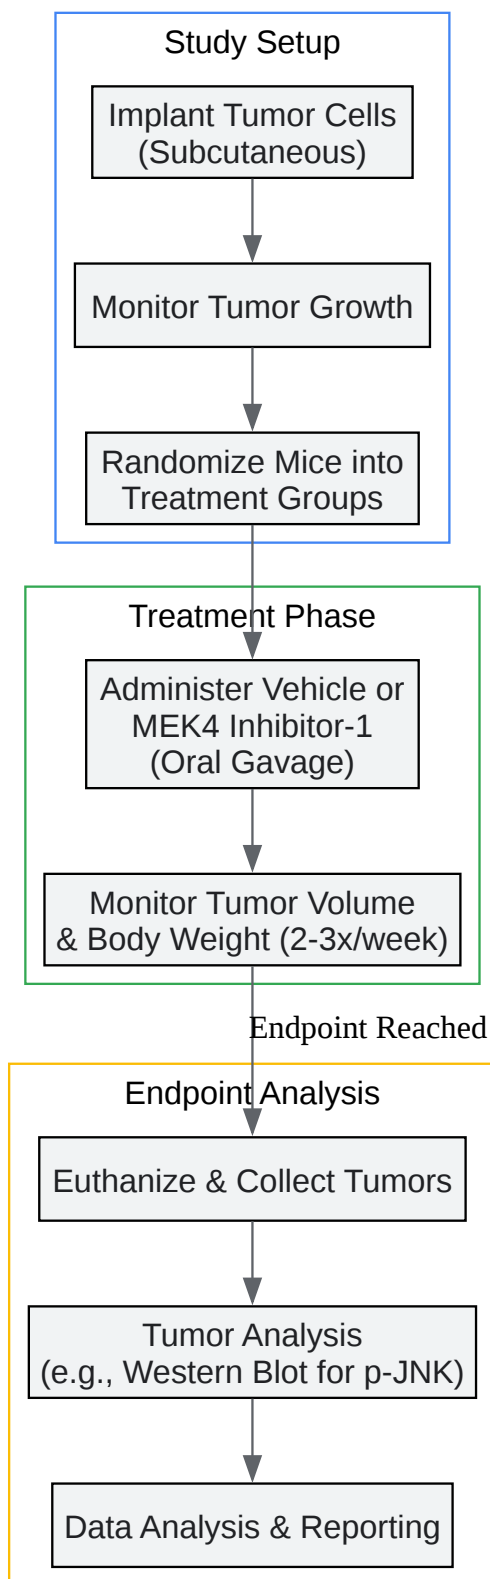 Study Setup
Implant Tumor Cells
(Subcutaneous)
Monitor Tumor Growth
Randomize Mice into
Treatment Groups
Treatment Phase
Administer Vehicle or
MEK4 Inhibitor-1
(Oral Gavage)
Monitor Tumor Volume
& Body Weight (2-3x/week)
Endpoint Reached
Endpoint Analysis
Euthanize & Collect Tumors
Tumor Analysis
(e.g., Western Blot for p-JNK)
Data Analysis & Reporting